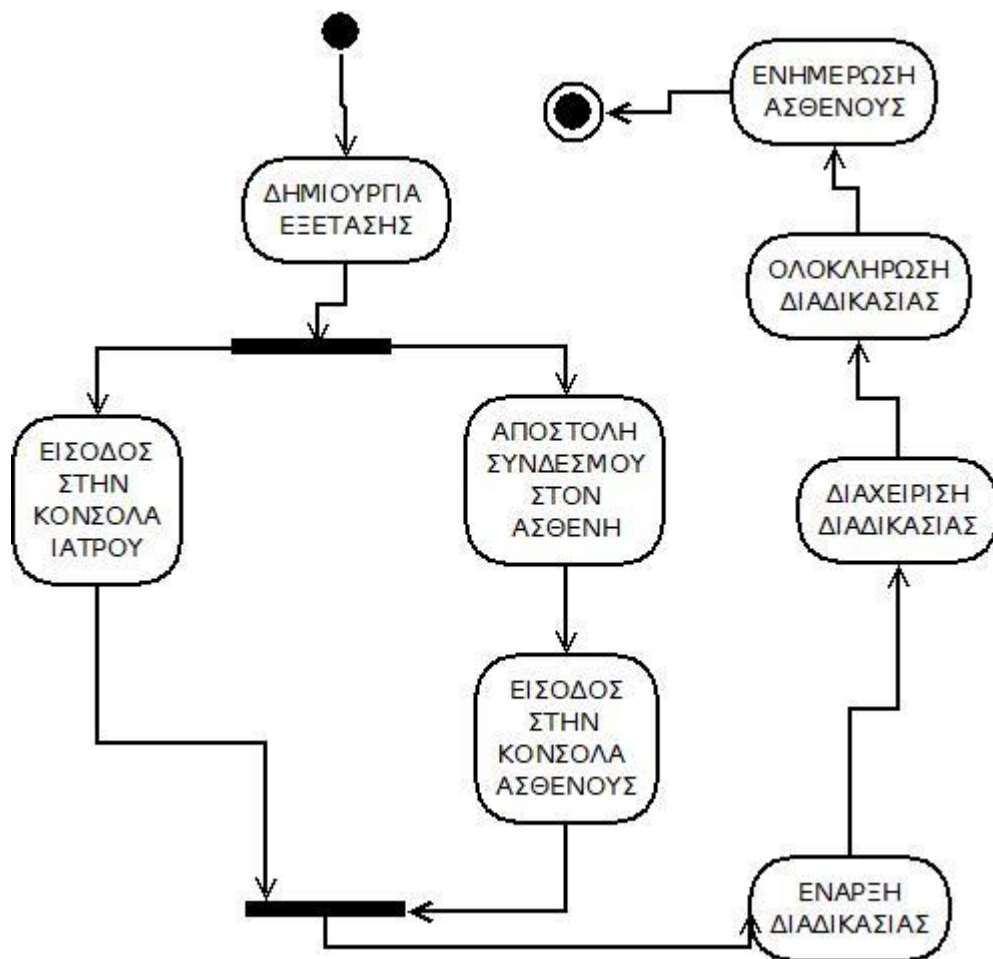 ΔΗΜΙΟΥΡΓΙΑ
ΕΞΕΤΑΣΗΣ
ΕΙΣΟΔΟΣ
ΣΤΗΝ
ΚΟΝΣΟΛΑ
ΙΑΤΡΟΥ
ΑΠΟΣΤΟΛΗ
ΣΥΝΔΕΣΜΟΥ
ΣΤΟΝ
ΑΣΘΕΝΗ
ΕΙΣΟΔΟΣ
ΣΤΗΝ
ΚΟΝΣΟΛΑ
ΑΣΘΕΝΟΥΣ
ΕΝΑΡΞΗ
ΔΙΑΔΙΚΑΣΙΑΣ
ΔΙΑΧΕΙΡΙΣΗ
ΔΙΑΔΙΚΑΣΙΑΣ
ΟΛΟΚΛΗΡΩΣΗ
ΔΙΑΔΙΚΑΣΙΑΣ
ΕΝΗΜΕΡΩΣΗ
ΑΣΘΕΝΟΥΣ